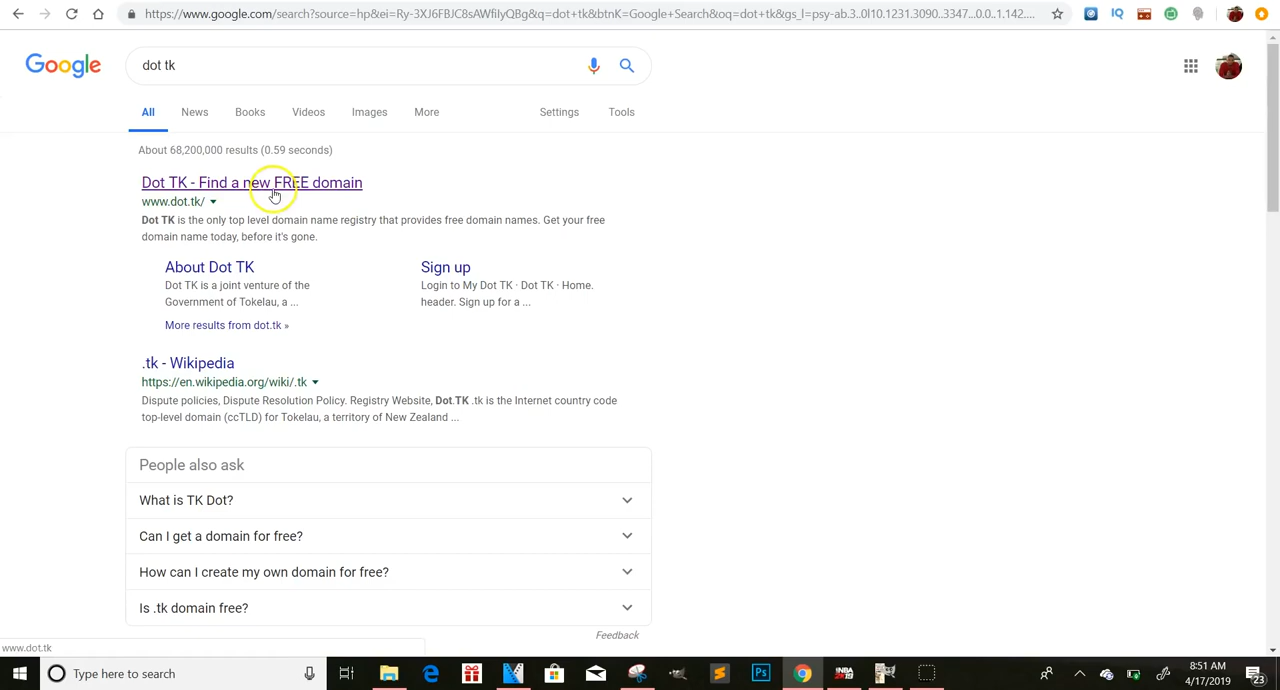 https://www.google.com/search?source=hp&ei=Ry-3XJ6FBJC8sAWfiIyQBg&q=dot+tk&btnK=Google+Search&oq=dot+tk&gs_l=psy-ab.3..0l10.1231.3090..3347...0.0..1.142....
IQ
Google
dot tk
All
News
Books
Videos
Images
More
Settings
Tools
About 68,200,000 results (0.59 seconds)
Dot TK - Find a new FREE domain
www.dot.tk/
Dot TK is the only top level domain name registry that provides free domain names. Get your free
domain name today, before it's gone.
About Dot TK
Dot TK is a joint venture of the
Government of Tokelau, a ...
Sign up
Login to My Dot TK · Dot TK · Home.
header. Sign up for a ...
More results from dot.tk »
.tk - Wikipedia
https://en.wikipedia.org/wiki/.tk
Dispute policies, Dispute Resolution Policy. Registry Website, Dot.TK .tk is the Internet country code
top-level domain (ccTLD) for Tokelau, a territory of New Zealand ...
People also ask
What is TK Dot?
Can I get a domain for free?
How can I create my own domain for free?
Is .tk domain free?
Feedback
www.dot.tk
Type here to search
Ps
8:51 AM
4/17/2019
23